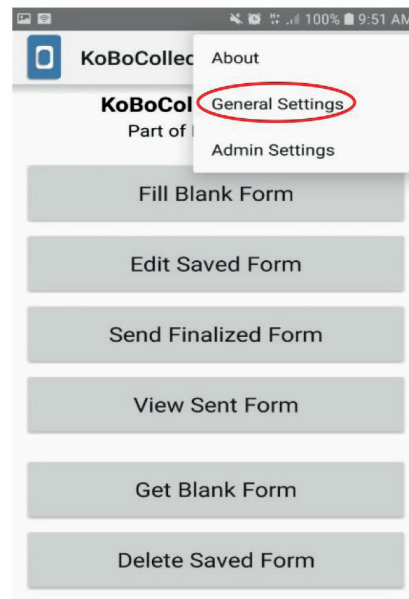 100% 9:51 AM
KoBoCollec
About
KoBoCol
General Settings
Part of
Admin Settings
Fill Blank Form
Edit Saved Form
Send Finalized Form
View Sent Form
Get Blank Form
Delete Saved Form